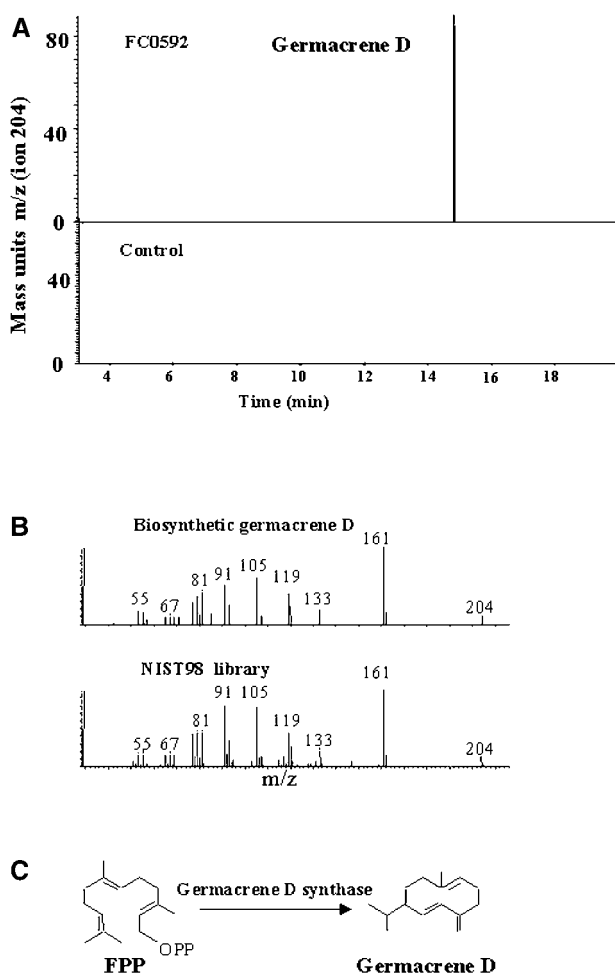 A
80
FC0592
Germacrene D
40
0
Control
40
0
Mass units m/z (ion 204)
4 6 8 10 12 14 16 18
Time (min)
B
Biosynthetic germacrene D
55 67 81 91 105 119 133 161 204
NIST98 library
55 67 81 91 105 119 133 161 204
m/z
C
Germacrene D synthase
OPP
FPP
Germacrene D